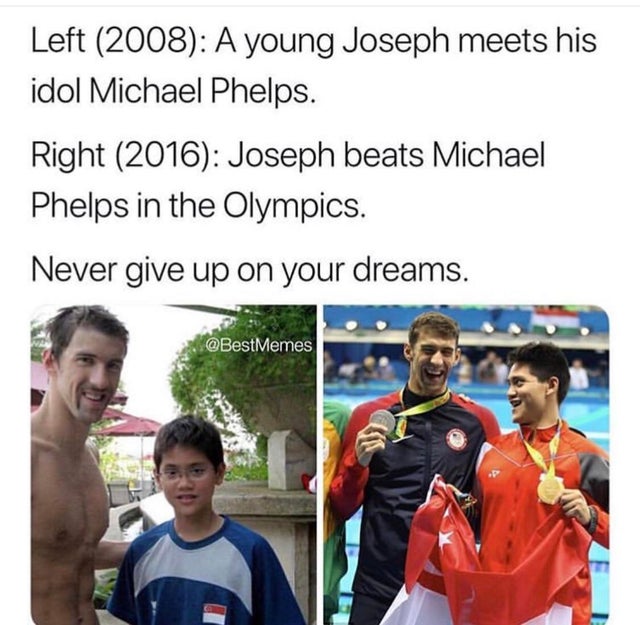 Left (2008): A young Joseph meets his
idol Michael Phelps.
Right (2016): Joseph beats Michael
Phelps in the Olympics.
Never give up on your dreams.
@BestMemes